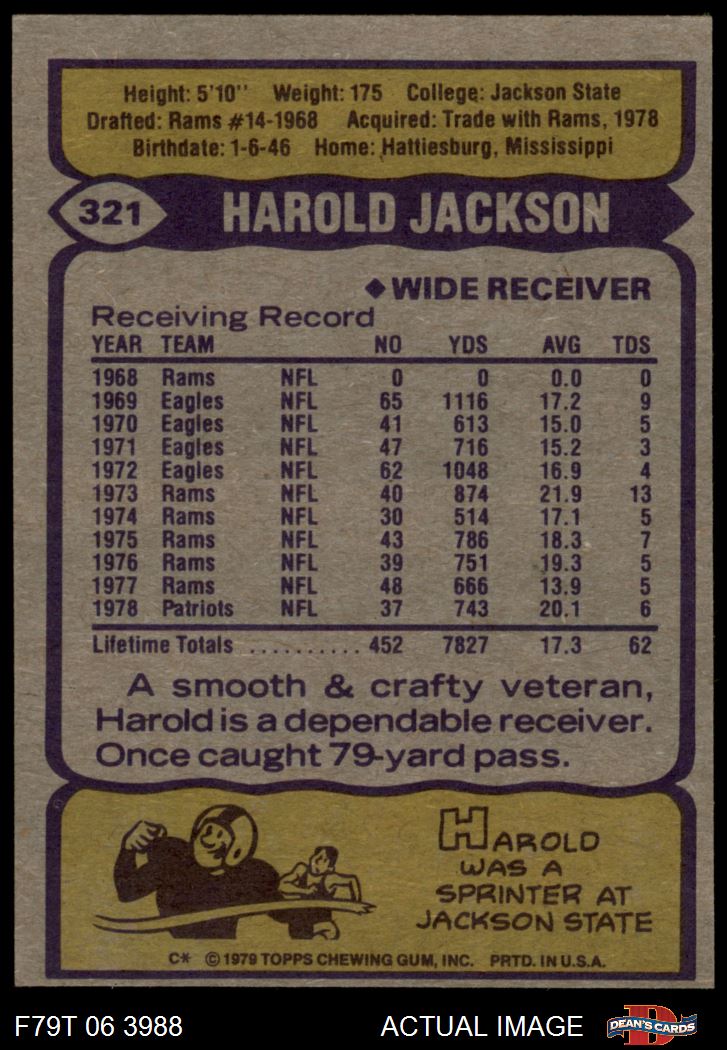 Height: 5'10" Weight: 175 College: Jackson State
Drafted: Rams #14-1968 Acquired: Trade with Rams, 1978
Birthdate: 1-6-46 Home: Hattiesburg, Mississippi
321 HAROLD JACKSON
◆ WIDE RECEIVER
Receiving Record
YEAR TEAM NO YDS AVG TDS
1968 Rams NFL 0 0 0.0 0
1969 Eagles NFL 65 1116 17.2 9
1970 Eagles NFL 41 613 15.0 5
1971 Eagles NFL 47 716 15.2 3
1972 Eagles NFL 62 1048 16.9 4
1973 Rams NFL 40 874 21.9 13
1974 Rams NFL 30 514 17.1 5
1975 Rams NFL 43 786 18.3 7
1976 Rams NFL 39 751 19.3 5
1977 Rams NFL 48 666 13.9 5
1978 Patriots NFL 37 743 20.1 6
Lifetime Totals .......... 452 7827 17.3 62
A smooth & crafty veteran,
Harold is a dependable receiver.
Once caught 79-yard pass.
HAROLD
WAS A
SPRINTER AT
JACKSON STATE
C* © 1979 TOPPS CHEWING GUM, INC. PRTD. IN U.S.A.
F79T 06 3988 ACTUAL IMAGE D DEAN'S CARDS